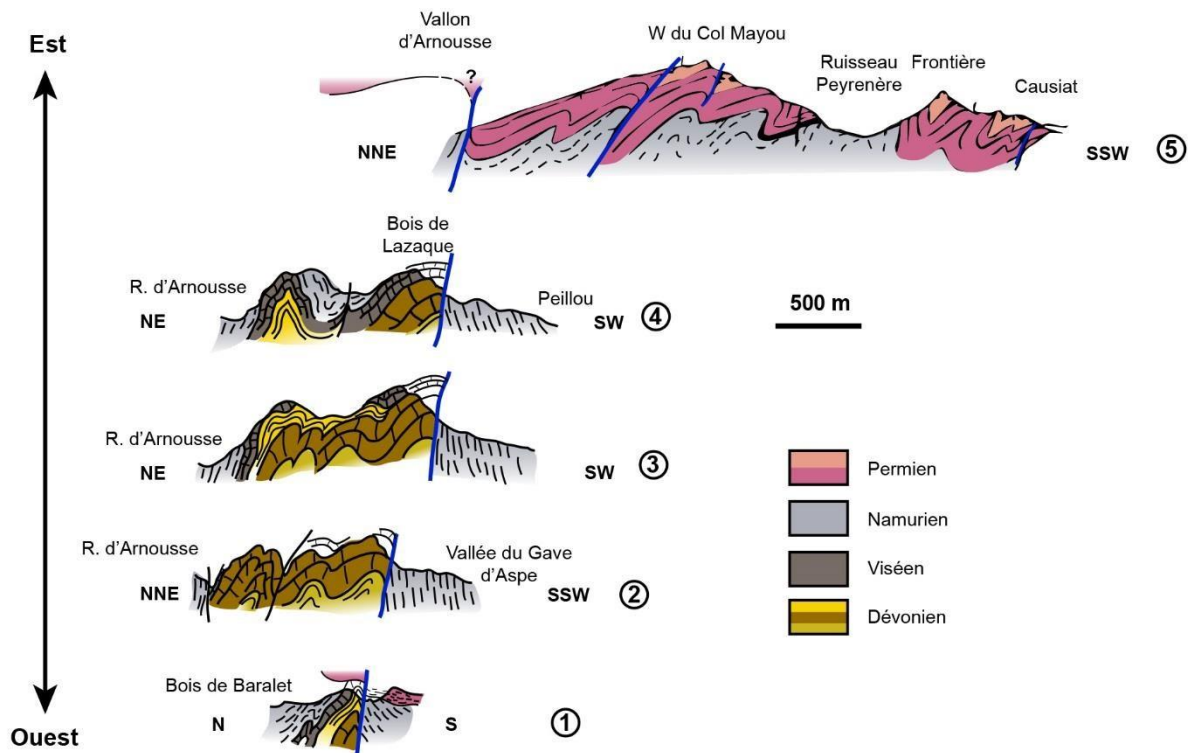 Est
Vallon
d'Arnousse
?
W du Col Mayou
Ruisseau
Peyrenère
Frontière
Causiat
NNE
SSW
5
Bois de
Lazaque
R. d'Arnousse
NE
Peillou
SW
4
500 m
R. d'Arnousse
NE
SW
3
Permien
Namurien
Viséen
Dévonien
R. d'Arnousse
NNE
Vallée du Gave
d'Aspe
SSW
2
Bois de Baralet
N
S
1
Ouest